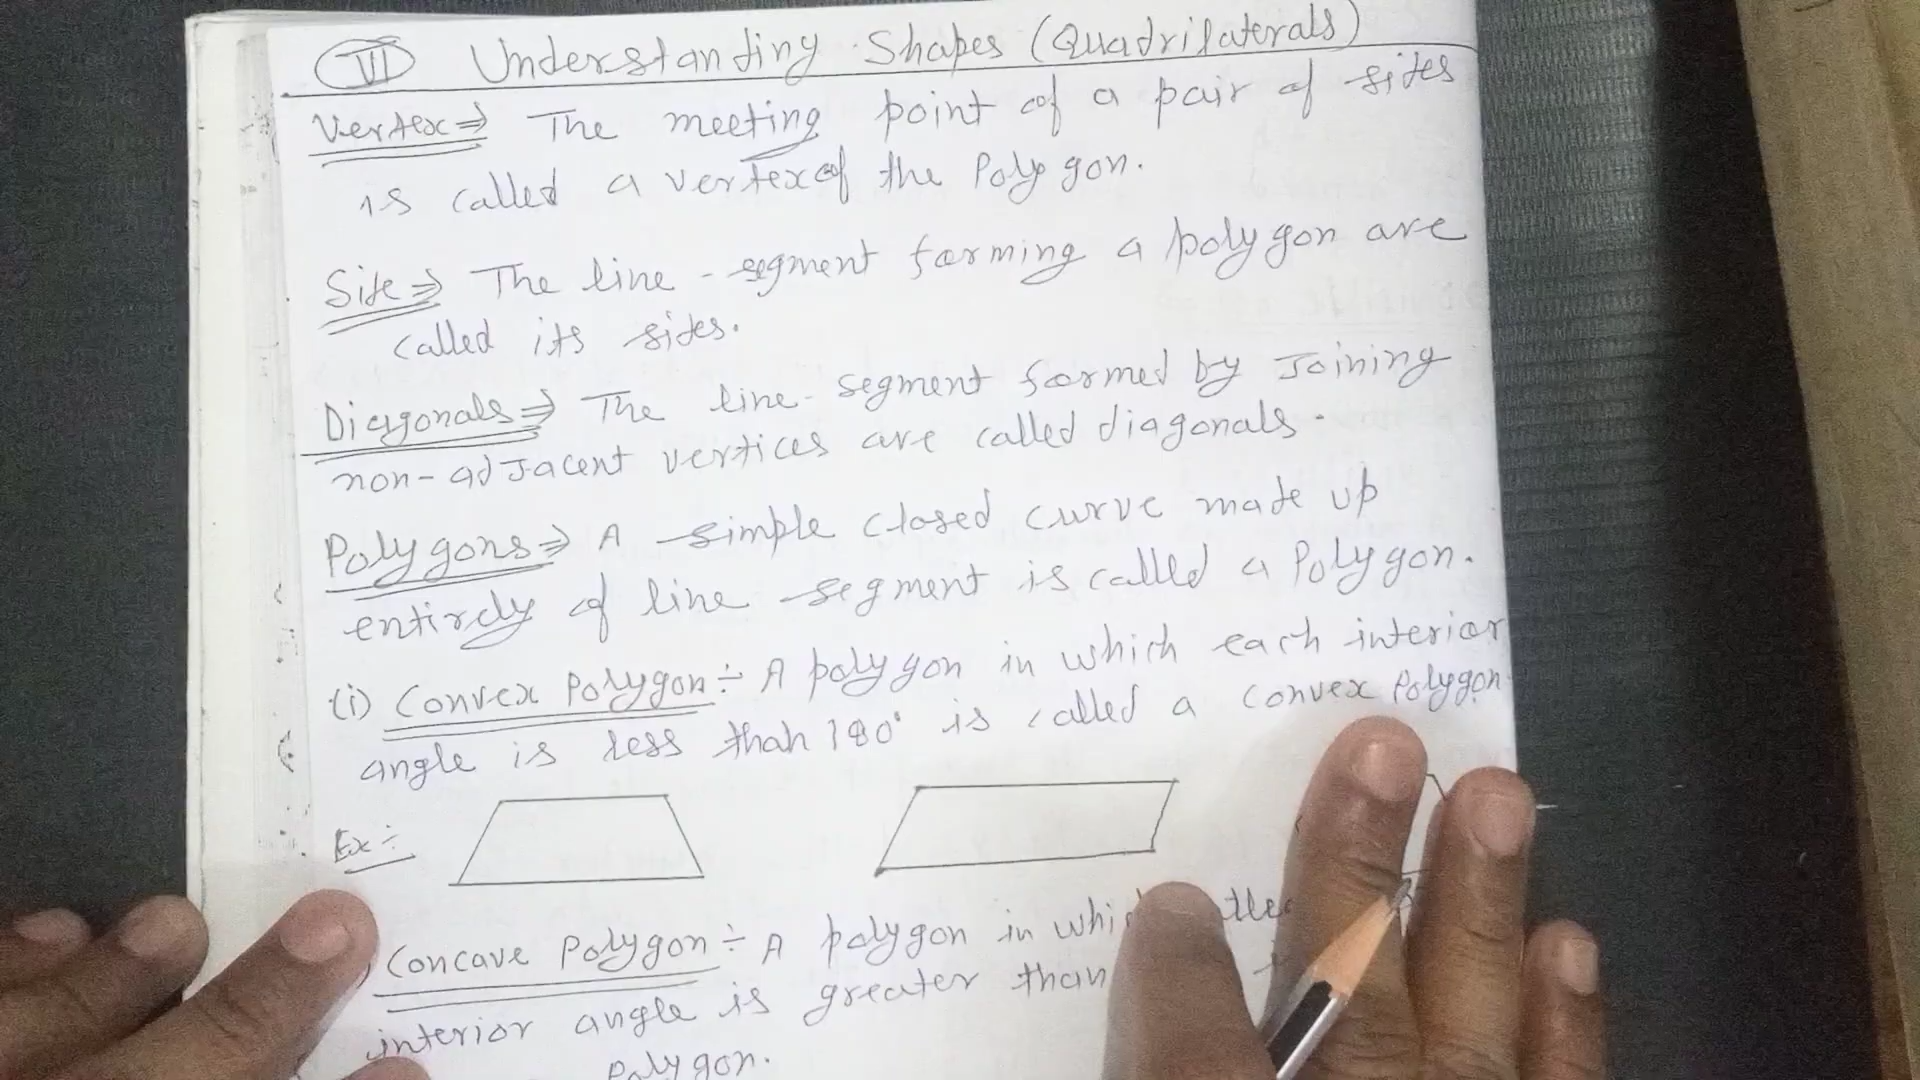 VI Understanding Shapes (Quadrilaterals)
Vertex⇒ The meeting point of a pair of sides
is called a vertex of the Polygon.
Side⇒ The line-segment forming a polygon are
called its sides.
Diagonals⇒ The line-segment formed by Joining
non-adjacent vertices are called diagonals.
Polygons⇒ A simple closed curve made up
entirely of line segment is called a Polygon.
(i) Convex Polygon÷ A polygon in which each interior
angle is less than 180° is called a convex Polygon
Ex÷
Concave Polygon÷ A polygon in
interior angle is greater than
Polygon.